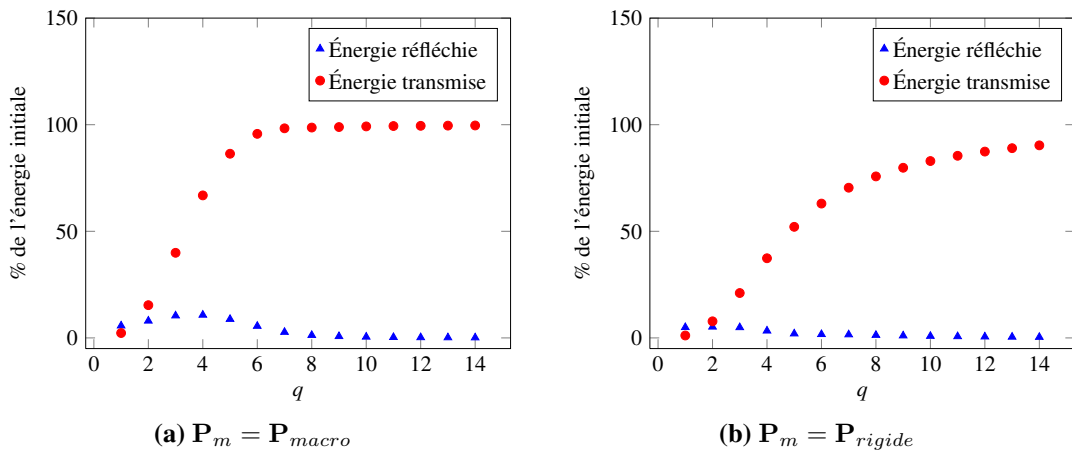 150
100
50
0
% de l'énergie initiale
0 2 4 6 8 10 12 14
q
Énergie réfléchie
Énergie transmise
(a) P_m = P_macro
150
100
50
0
% de l'énergie initiale
0 2 4 6 8 10 12 14
q
Énergie réfléchie
Énergie transmise
(b) P_m = P_rigide